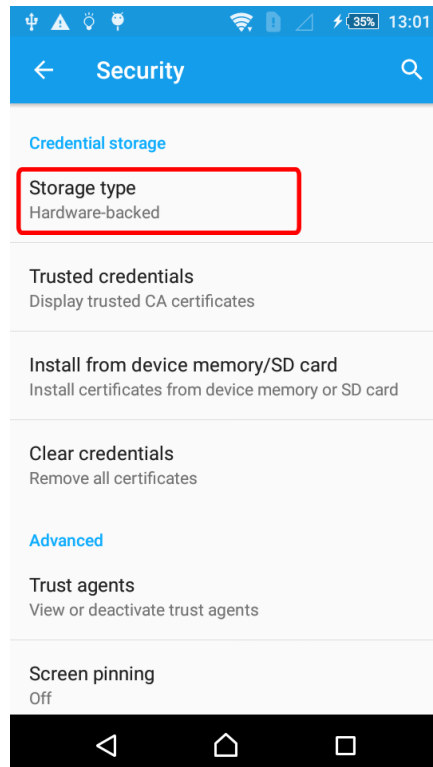 35% 13:01
Security
Credential storage
Storage type
Hardware-backed
Trusted credentials
Display trusted CA certificates
Install from device memory/SD card
Install certificates from device memory or SD card
Clear credentials
Remove all certificates
Advanced
Trust agents
View or deactivate trust agents
Screen pinning
Off